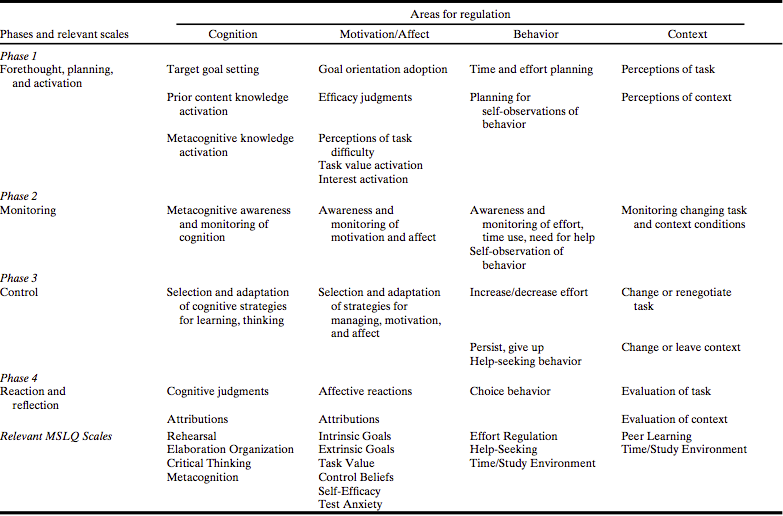 Areas for regulation
Phases and relevant scales Cognition Motivation/Affect Behavior Context
Phase 1
Forethought, planning, Target goal setting Goal orientation adoption Time and effort planning Perceptions of task
and activation
Prior content knowledge Efficacy judgments Planning for Perceptions of context
activation self-observations of
behavior
Metacognitive knowledge Perceptions of task
activation difficulty
Task value activation
Interest activation
Phase 2
Monitoring Metacognitive awareness Awareness and Awareness and Monitoring changing task
and monitoring of monitoring of monitoring of effort, and context conditions
cognition motivation and affect time use, need for help
Self-observation of
behavior
Phase 3
Control Selection and adaptation Selection and adaptation Increase/decrease effort Change or renegotiate
of cognitive strategies of strategies for task
for learning, thinking managing, motivation,
and affect
Persist, give up Change or leave context
Help-seeking behavior
Phase 4
Reaction and Cognitive judgments Affective reactions Choice behavior Evaluation of task
reflection
Attributions Attributions Evaluation of context
Relevant MSLQ Scales Rehearsal Intrinsic Goals Effort Regulation Peer Learning
Elaboration Organization Extrinsic Goals Help-Seeking Time/Study Environment
Critical Thinking Task Value Time/Study Environment
Metacognition Control Beliefs
Self-Efficacy
Test Anxiety